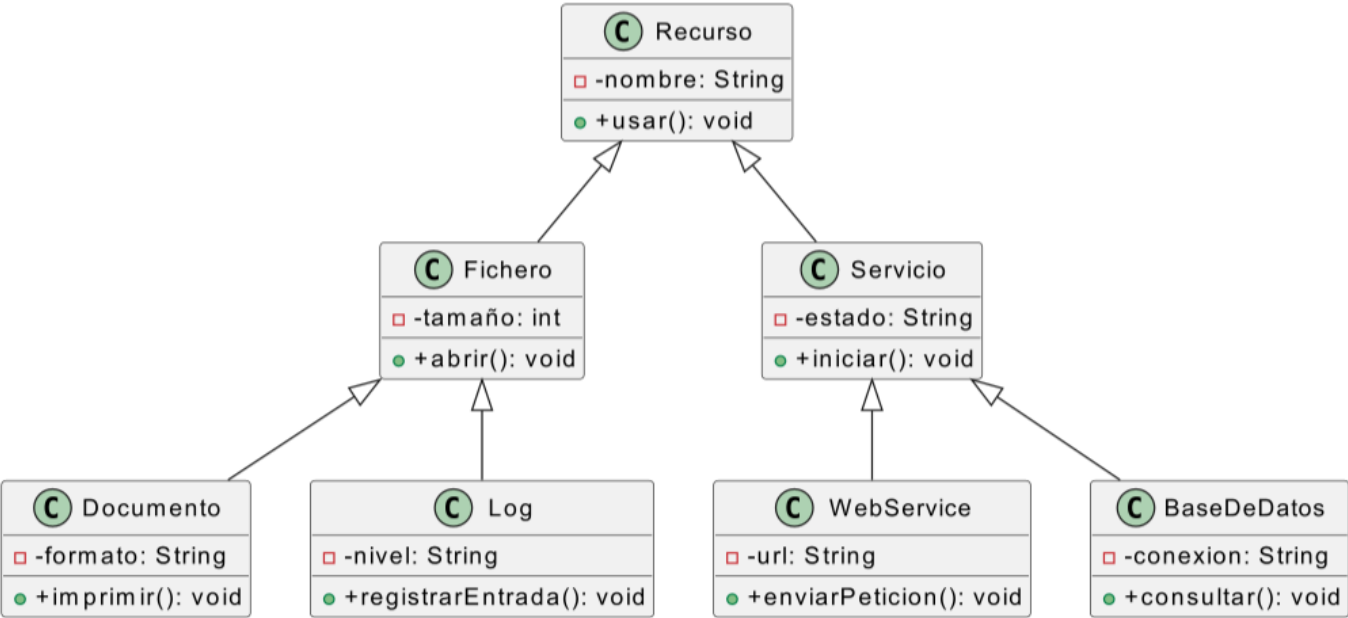 C Recurso
-nombre: String
+usar(): void
C Fichero
-tamaño: int
+abrir(): void
C Servicio
-estado: String
+iniciar(): void
C Documento
-formato: String
+imprimir(): void
C Log
-nivel: String
+registrarEntrada(): void
C WebService
-url: String
+enviarPeticion(): void
C BaseDeDatos
-conexion: String
+consultar(): void